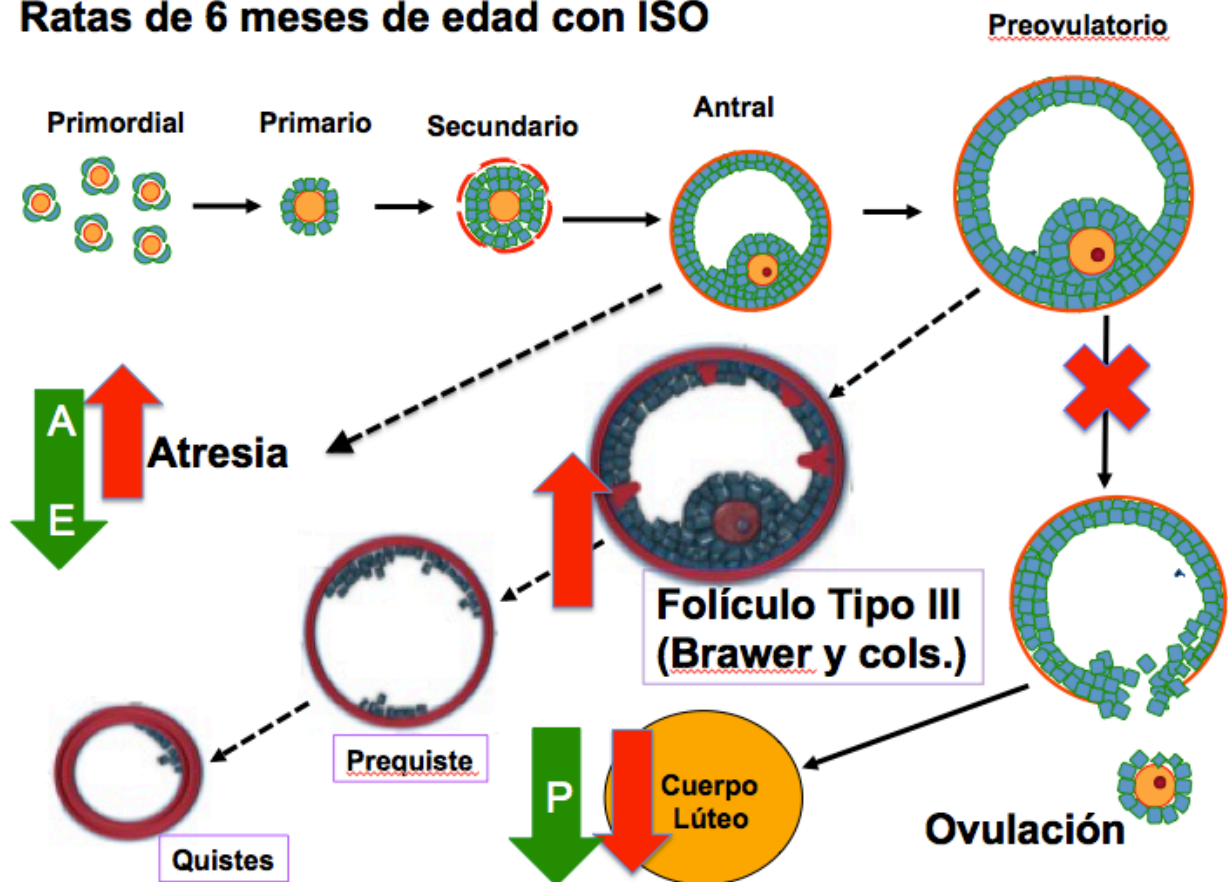 Ratas de 6 meses de edad con ISO
Preovulatorio
Primordial
Primario
Secundario
Antral
A
E
Atresia
Folículo Tipo III
(Brawer y cols.)
Prequiste
Quistes
P
Cuerpo
Lúteo
Ovulación